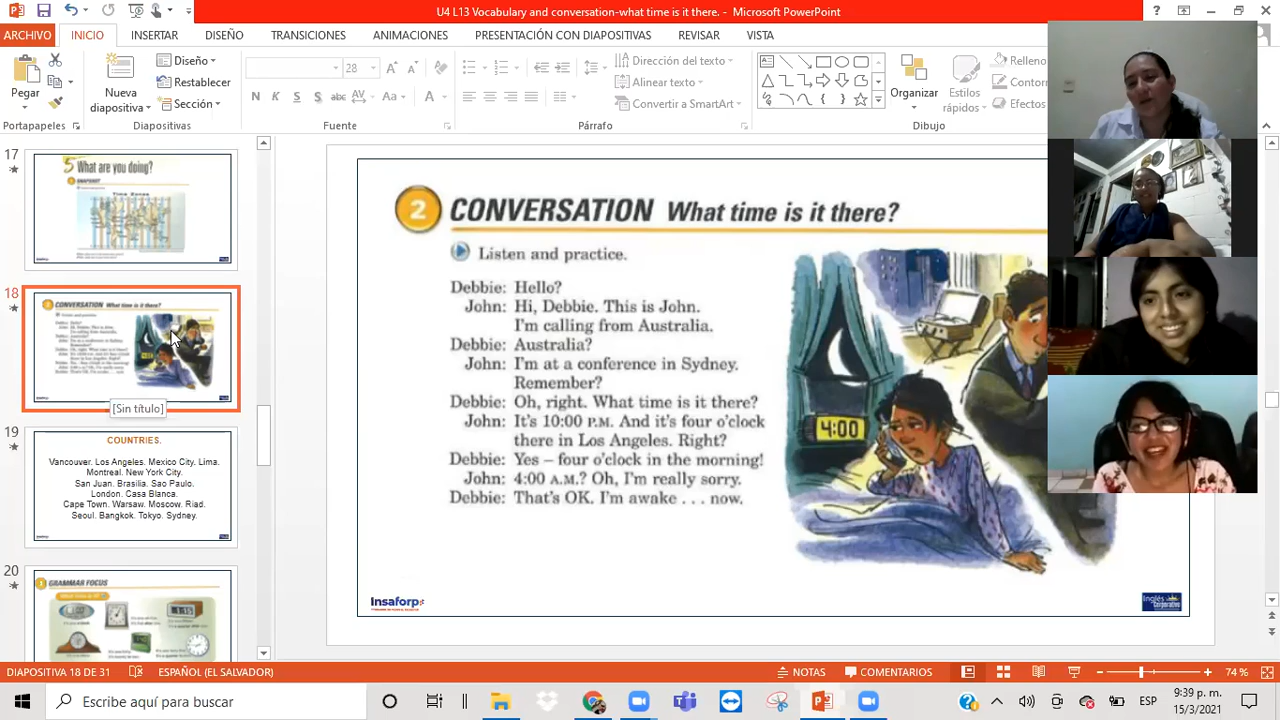 U4 L13 Vocabulary and conversation-what time is it there. - Microsoft PowerPoint
ARCHIVO INICIO INSERTAR DISEÑO TRANSICIONES ANIMACIONES PRESENTACIÓN CON DIAPOSITIVAS REVISAR VISTA
Pegar
Nueva
diapositiva
Diseño
Restablecer
Sección
28
N K S S abc AV Aa A
Dirección del texto
Alinear texto
Convertir a SmartArt
Organizar
Estilos
rápidos
Relleno
Contor
Efectos
Portapapeles
Diapositivas
Fuente
Párrafo
Dibujo
17
5 What are you doing?
SNAPSHOT
Time Zones
18
CONVERSATION What time is it there?
[Sin título]
19
COUNTRIES.
Vancouver. Los Angeles. Mexico City. Lima.
Montreal. New York City.
San Juan. Brasilia. Sao Paulo.
London. Casa Blanca.
Cape Town. Warsaw. Moscow. Riad.
Seoul. Bangkok. Tokyo. Sydney.
20
GRAMMAR FOCUS
2 CONVERSATION What time is it there?
Listen and practice.
Debbie: Hello?
John: Hi, Debbie. This is John.
I'm calling from Australia.
Debbie: Australia?
John: I'm at a conference in Sydney.
Remember?
Debbie: Oh, right. What time is it there?
John: It's 10:00 P.M. And it's four o'clock
there in Los Angeles. Right?
Debbie: Yes – four o'clock in the morning!
John: 4:00 A.M.? Oh, I'm really sorry.
Debbie: That's OK. I'm awake . . . now.
4:00
Insaforp
Inglés
Corporativo
DIAPOSITIVA 18 DE 31 ESPAÑOL (EL SALVADOR) NOTAS COMENTARIOS 74 %
Escribe aquí para buscar
ESP
9:39 p. m.
15/3/2021